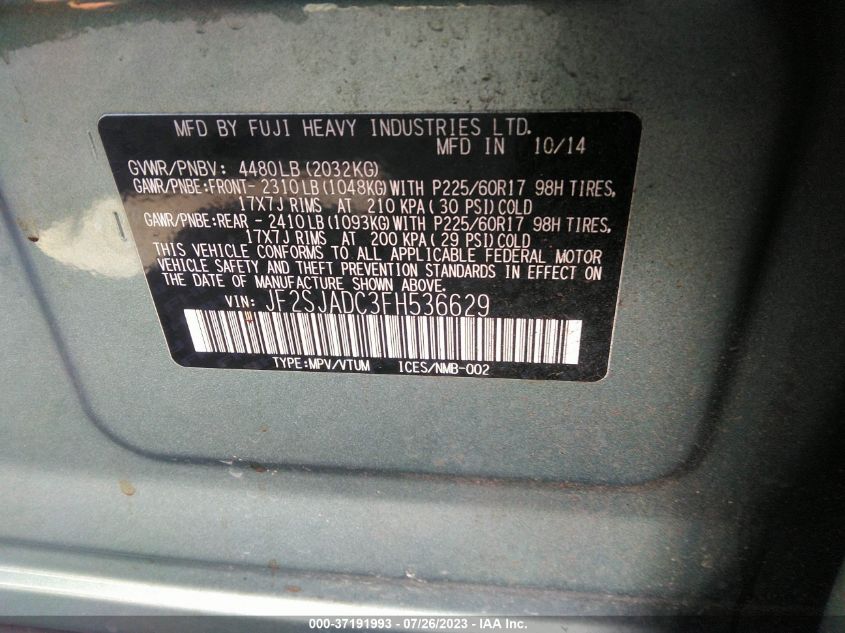 MFD BY FUJI HEAVY INDUSTRIES LTD.
MFD IN 10/14
GVWR/PNBV: 4480LB (2032KG)
GAWR/PNBE:FRONT- 2310LB (1048KG) WITH P225/60R17 98H TIRES,
17X7J RIMS AT 210 KPA (30 PSI) COLD
GAWR/PNBE:REAR - 2410LB (1093KG) WITH P225/60R17 98H TIRES,
17X7J RIMS AT 200 KPA (29 PSI) COLD
THIS VEHICLE CONFORMS TO ALL APPLICABLE FEDERAL MOTOR
VEHICLE SAFETY AND THEFT PREVENTION STANDARDS IN EFFECT ON
THE DATE OF MANUFACTURE SHOWN ABOVE.
VIN: JF2SJADC3FH536629
TYPE:MPV/VTUM ICES/NMB-002
000-37191993 - 07/26/2023 - IAA Inc.